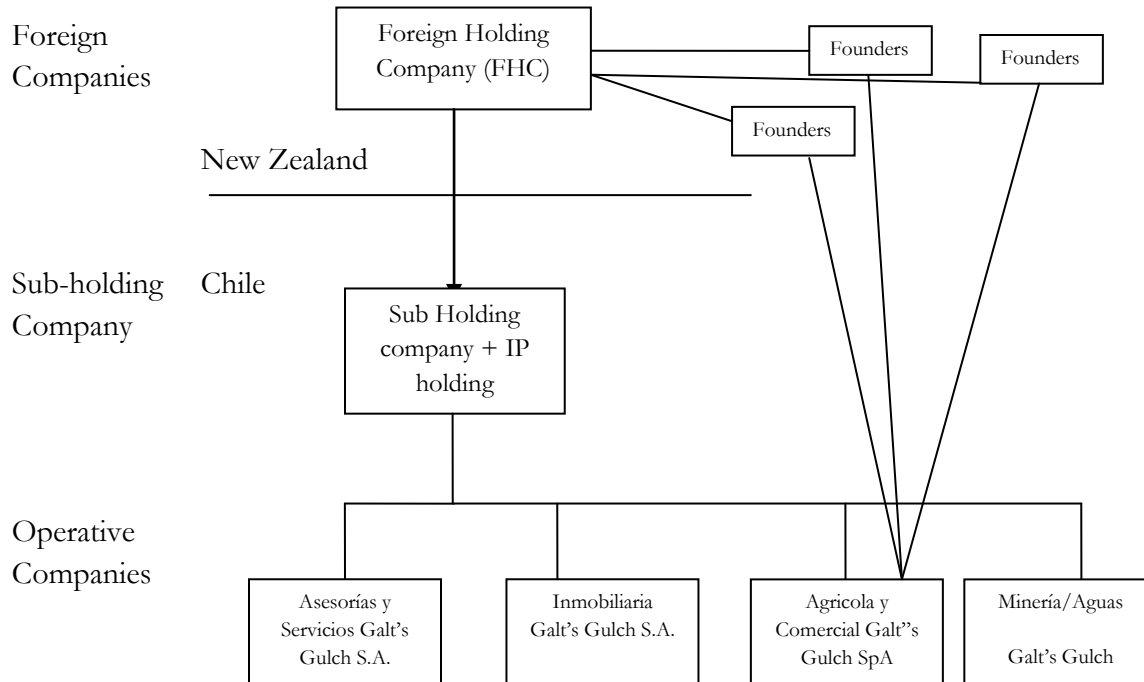 Foreign
Companies
Foreign Holding
Company (FHC)
Founders
Founders
Founders
New Zealand
Sub-holding
Company
Chile
Sub Holding
company + IP
holding
Operative
Companies
Asesorías y
Servicios Galt's
Gulch S.A.
Inmobiliaria
Galt's Gulch S.A.
Agricola y
Comercial Galt"s
Gulch SpA
Minería/Aguas
Galt's Gulch